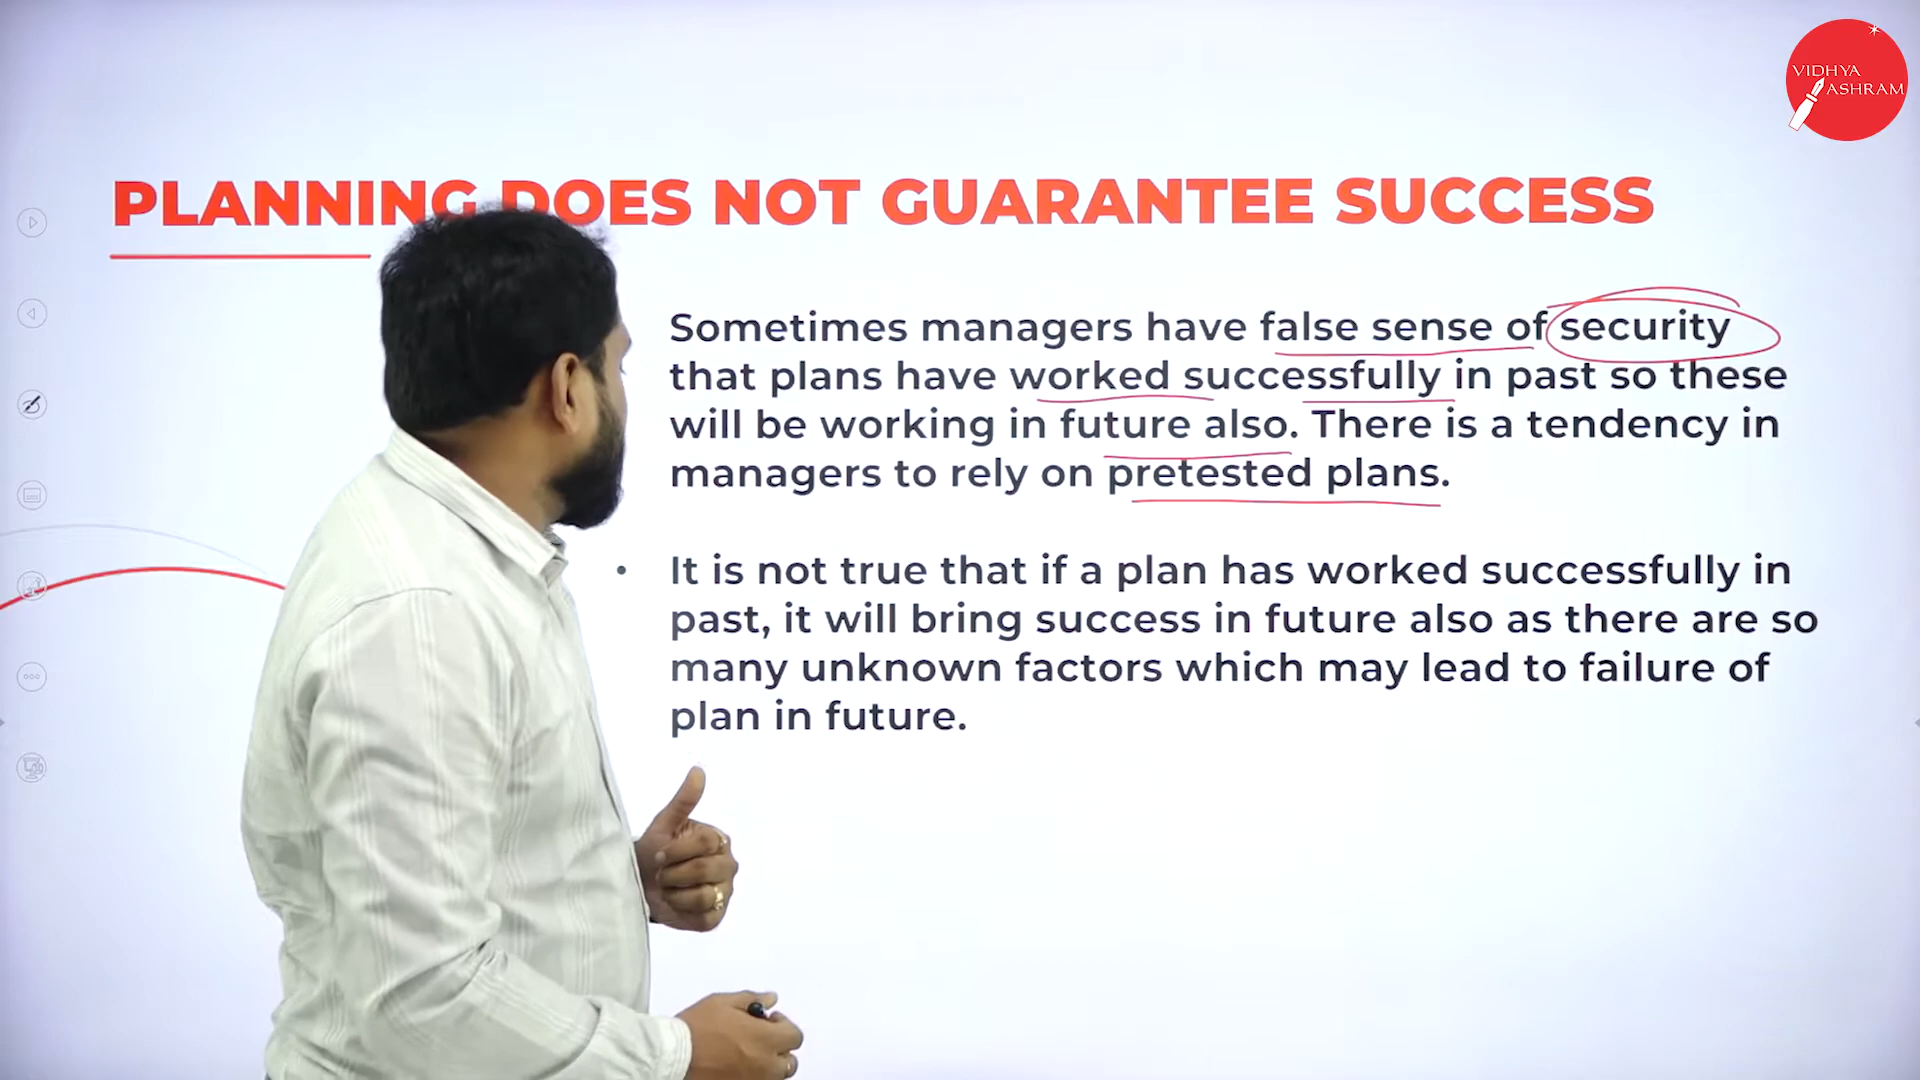 VIDHYA
ASHRAM
PLANNING DOES NOT GUARANTEE SUCCESS
Sometimes managers have false sense of security
that plans have worked successfully in past so these
will be working in future also. There is a tendency in
managers to rely on pretested plans.
• It is not true that if a plan has worked successfully in
past, it will bring success in future also as there are so
many unknown factors which may lead to failure of
plan in future.